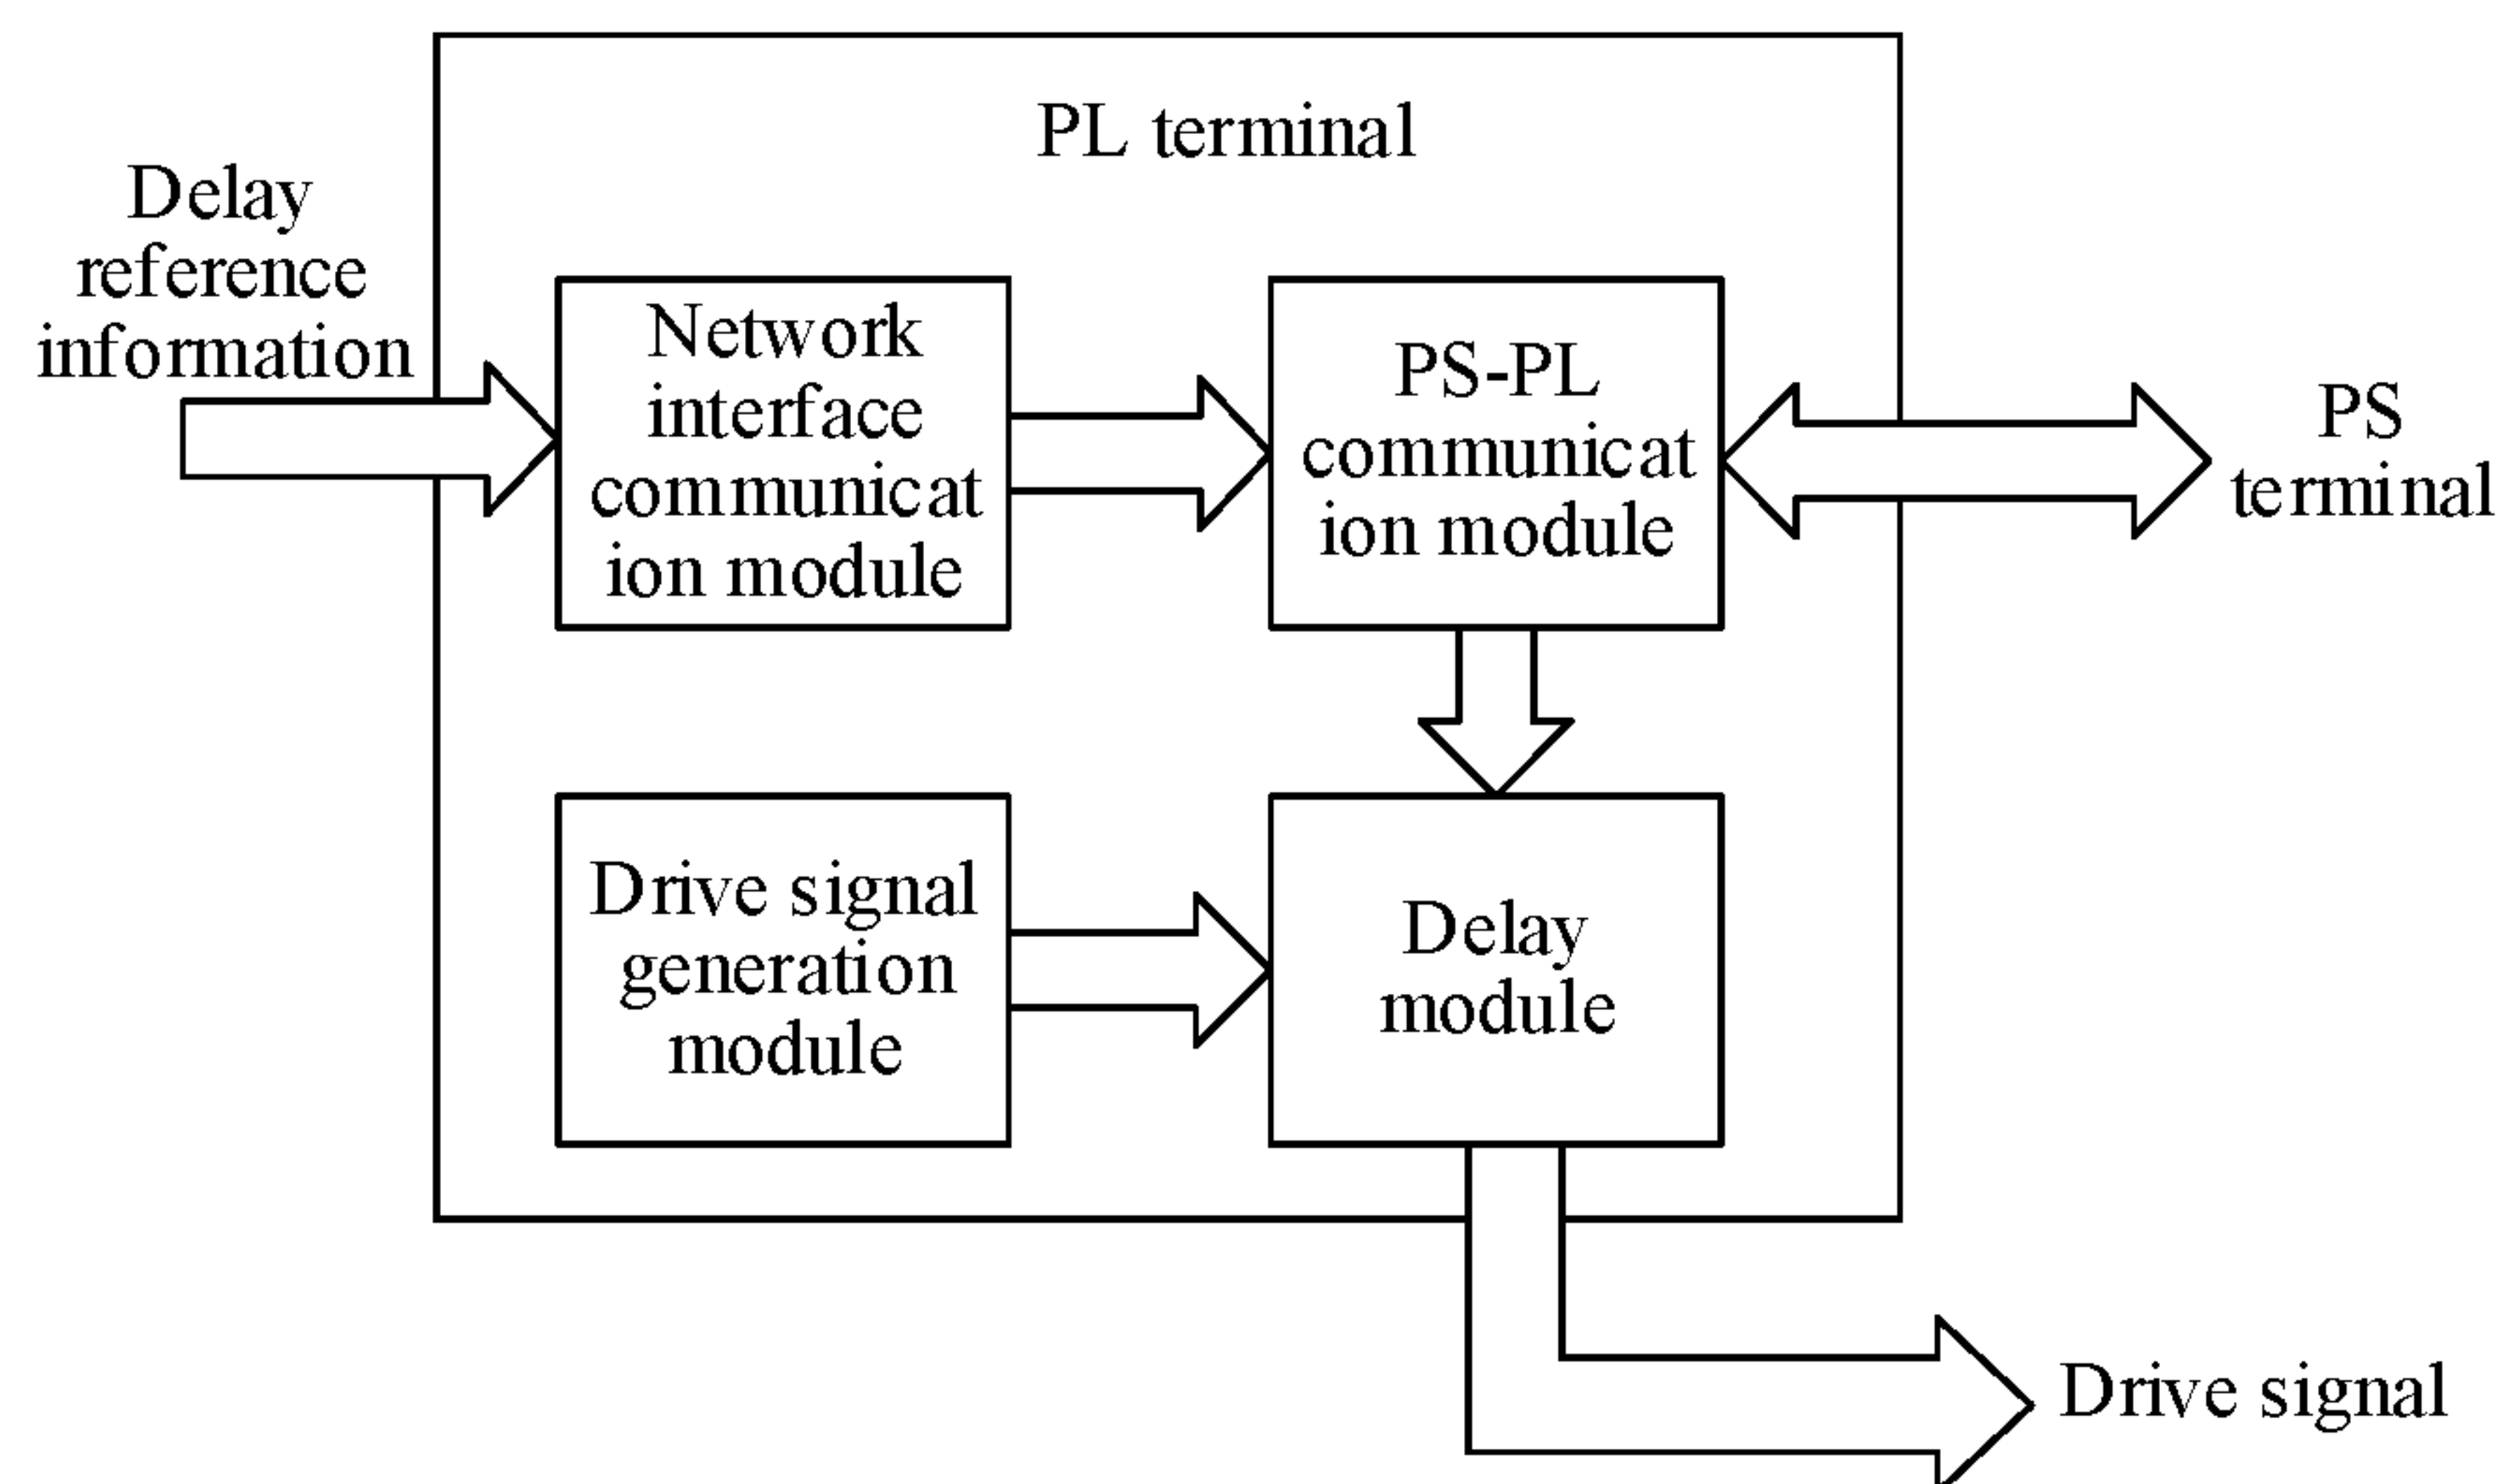 PL terminal
Delay
reference
information
Network
interface
communicat
ion module
PS-PL
communicat
ion module
PS
terminal
Drive signal
generation
module
Delay
module
Drive signal